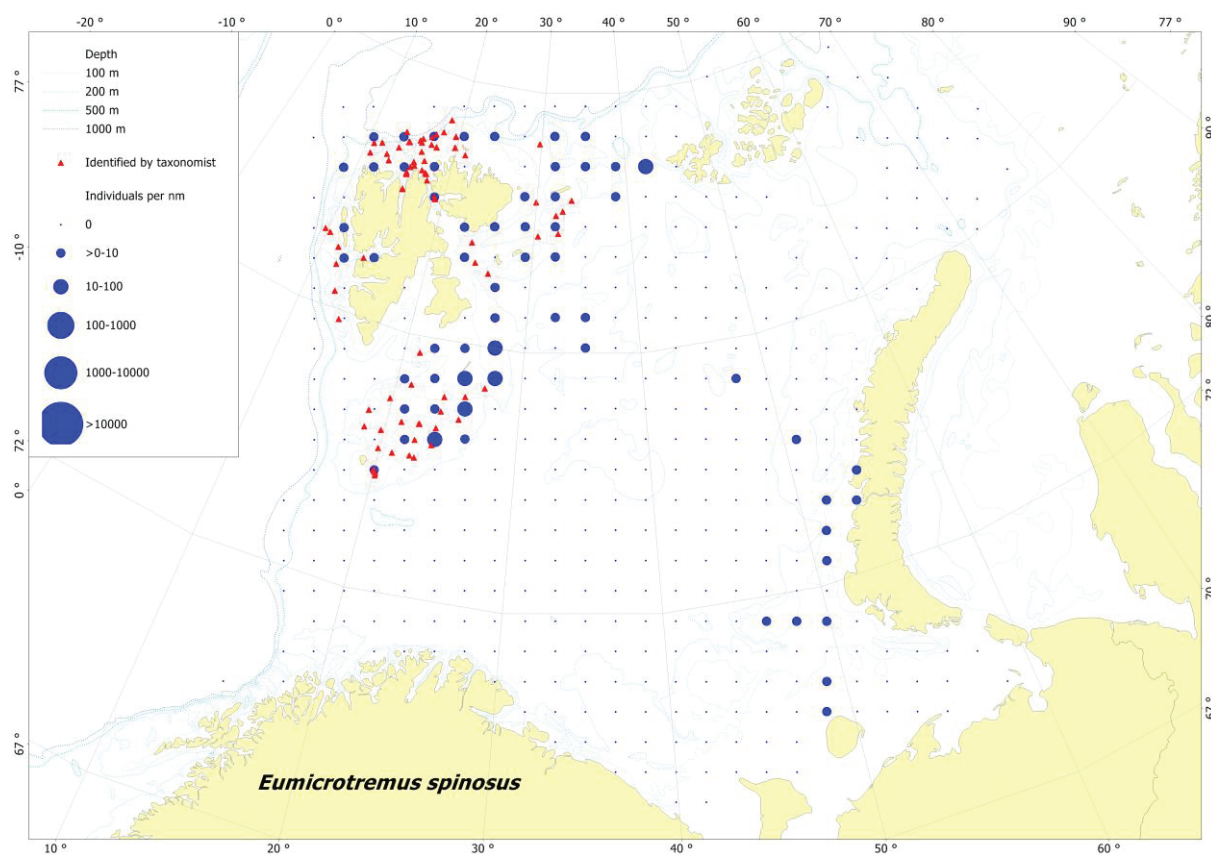 -20 ° -10 ° 0 ° 10 ° 20 ° 30 ° 40 ° 50 ° 60 ° 70 ° 80 ° 90 ° 77 °
Depth
100 m
200 m
500 m
1000 m
Identified by taxonomist
Individuals per nm
0
>0-10
10-100
100-1000
1000-10000
>10000
77 °
-10 °
72 °
0 °
67 °
90 °
80 °
72 °
70 °
67 °
Eumicrotremus spinosus
10 ° 20 ° 30 ° 40 ° 50 ° 60 °